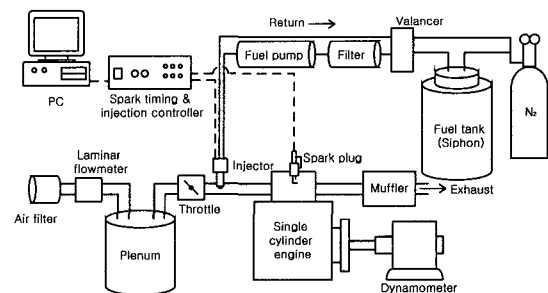 Return
Valancer
Fuel pump
Filter
PC
Spark timing &
injection controller
Fuel tank
(Siphon)
N₂
Laminar
flowmeter
Injector
Spark plug
Air filter
Throttle
Muffler
Exhaust
Plenum
Single
cylinder
engine
Dynamometer